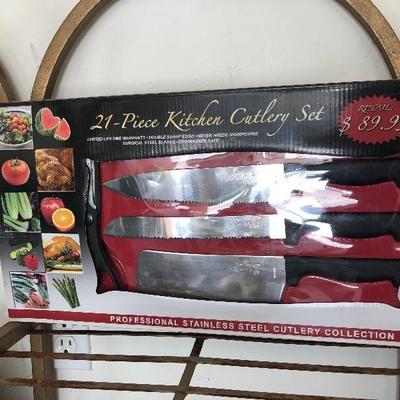 21-Piece Kitchen Cutlery Set
LIMITED LIFETIME WARRANTY • DOUBLE SHARP EDGE • NEVER NEEDS SHARPENING
SURGICAL STEEL BLADES • DISHWASHER SAFE
RETAIL:
$ 89.95
PROFESSIONAL STAINLESS STEEL CUTLERY COLLECTION